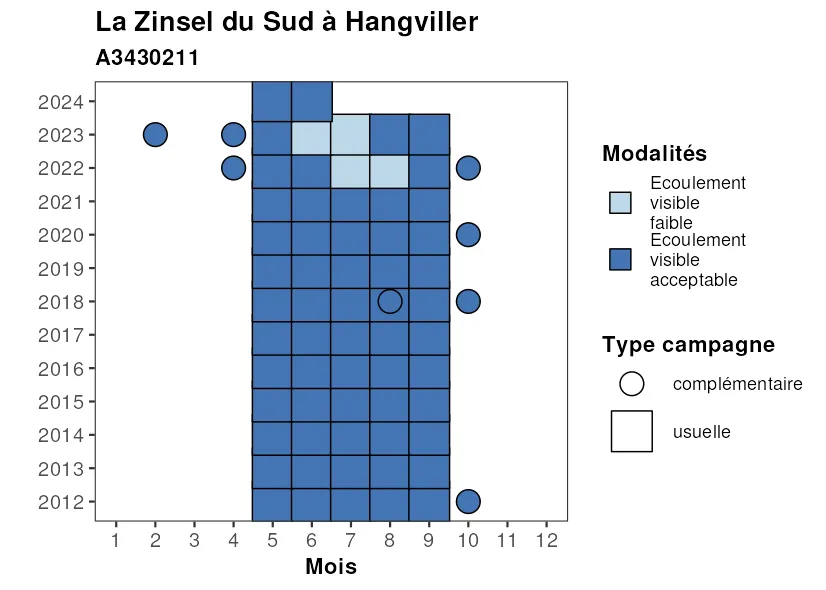 La Zinsel du Sud à Hangviller
A3430211
2024
2023
2022
2021
2020
2019
2018
2017
2016
2015
2014
2013
2012
1 2 3 4 5 6 7 8 9 10 11 12
Mois
Modalités
Ecoulement
visible
faible
Ecoulement
visible
acceptable
Type campagne
complémentaire
usuelle